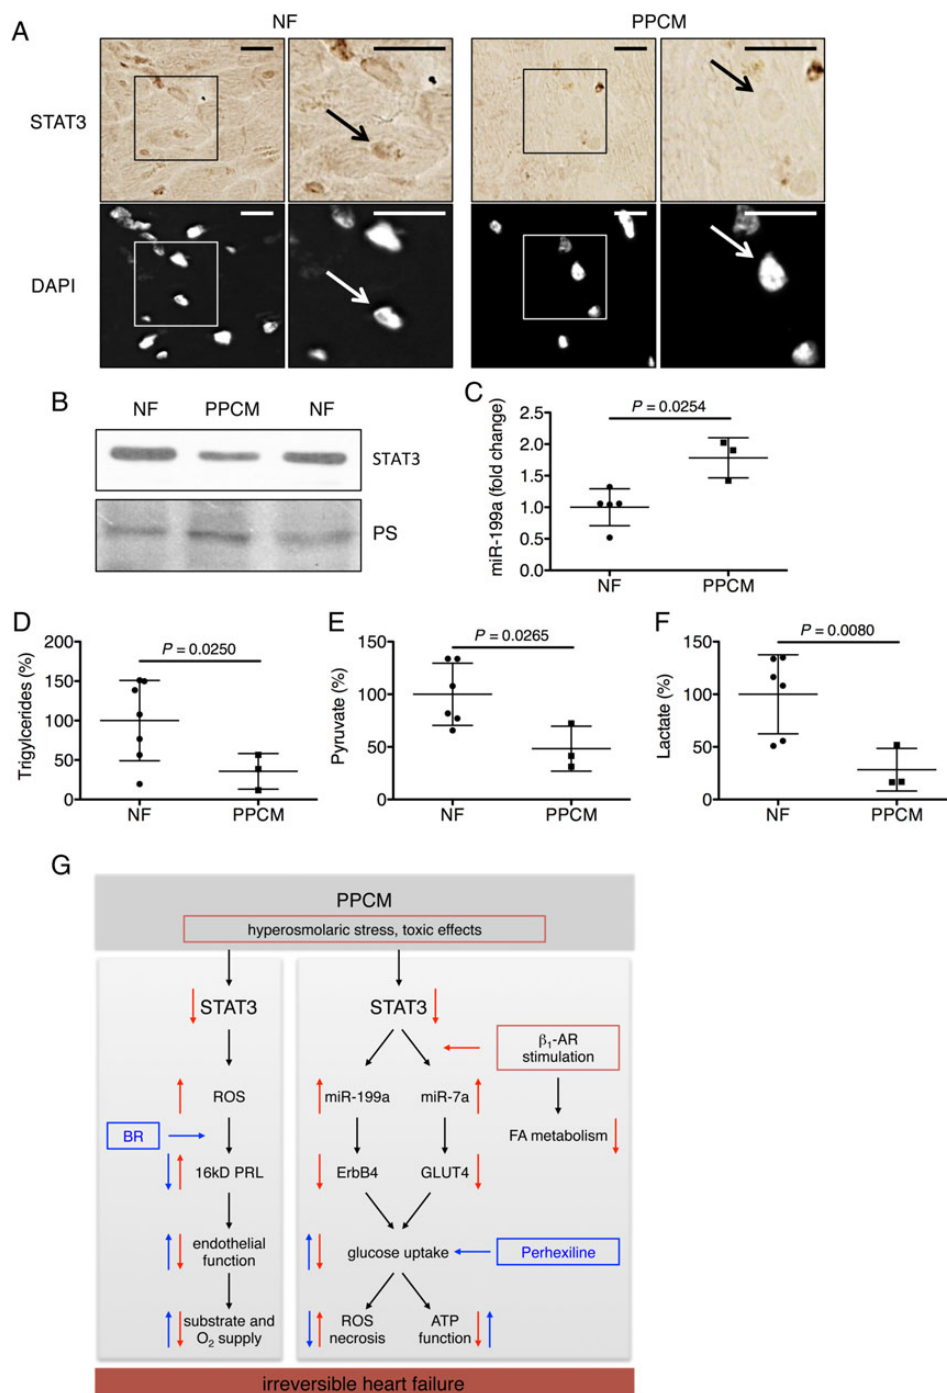 A
NF
PPCM
STAT3
DAPI
B
NF PPCM NF
STAT3
PS
C
P = 0.0254
miR-199a (fold change)
2.5
2.0
1.5
1.0
0.5
0.0
NF
PPCM
D
P = 0.0250
Trigylcerides (%)
200
150
100
50
0
NF
PPCM
E
P = 0.0265
Pyruvate (%)
150
100
50
0
NF
PPCM
F
P = 0.0080
Lactate (%)
150
100
50
0
NF
PPCM
G
PPCM
hyperosmolaric stress, toxic effects
STAT3
ROS
BR
16kD PRL
endothelial
function
substrate and
O₂ supply
STAT3
β₁-AR
stimulation
miR-199a
miR-7a
FA metabolism
ErbB4
GLUT4
glucose uptake
Perhexiline
ROS
necrosis
ATP
function
irreversible heart failure